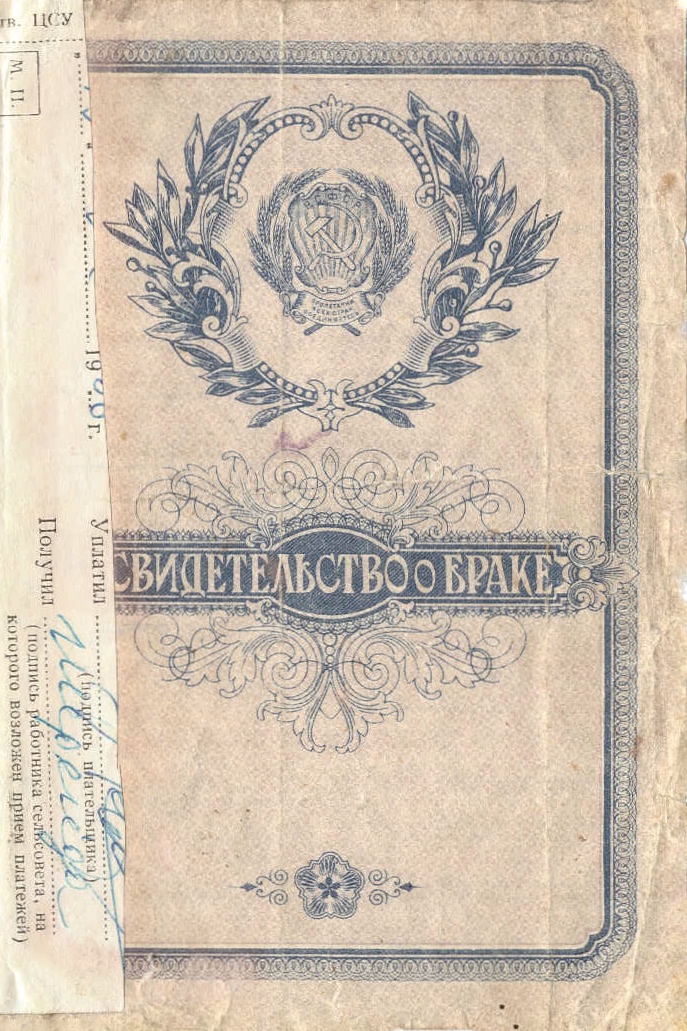 тв. ЦСУ
М. П.
19 г.
Уплатил
(подпись плательщика)
Получил
(подпись работника сельсовета, на
которого возложен прием платежей)
ПРОЛЕТАРИИ
ВСЕХ СТРАН
СОЕДИНЯЙТЕСЬ
СВИДЕТЕЛЬСТВО о БРАКЕ